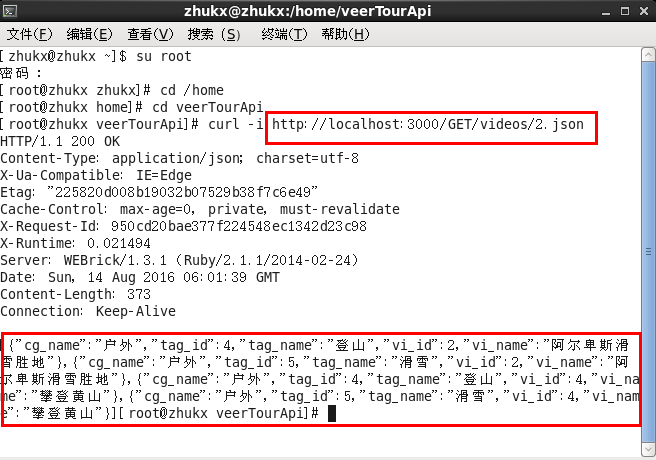 zhukx@zhukx:/home/veerTourApi
文件(F) 编辑(E) 查看(V) 搜索 (S) 终端(T) 帮助(H)
[zhukx@zhukx ~]$ su root
密码：
[root@zhukx zhukx]# cd /home
[root@zhukx home]# cd veerTourApi
[root@zhukx veerTourApi]# curl -i http://localhost:3000/GET/videos/2.json
HTTP/1.1 200 OK
Content-Type: application/json; charset=utf-8
X-Ua-Compatible: IE=Edge
Etag: "225820d008b19032b07529b38f7c6e49"
Cache-Control: max-age=0, private, must-revalidate
X-Request-Id: 950cd20bae377f224548ec1342d23c98
X-Runtime: 0.021494
Server: WEBrick/1.3.1 (Ruby/2.1.1/2014-02-24)
Date: Sun, 14 Aug 2016 06:01:39 GMT
Content-Length: 373
Connection: Keep-Alive
[{"cg_name":"户外","tag_id":4,"tag_name":"登山","vi_id":2,"vi_name":"阿尔卑斯滑
雪胜地"},{"cg_name":"户外","tag_id":5,"tag_name":"滑雪","vi_id":2,"vi_name":"阿
尔卑斯滑雪胜地"},{"cg_name":"户外","tag_id":4,"tag_name":"登山","vi_id":4,"vi_na
me":"攀登黄山"},{"cg_name":"户外","tag_id":5,"tag_name":"滑雪","vi_id":4,"vi_nam
e":"攀登黄山"}][root@zhukx veerTourApi]#